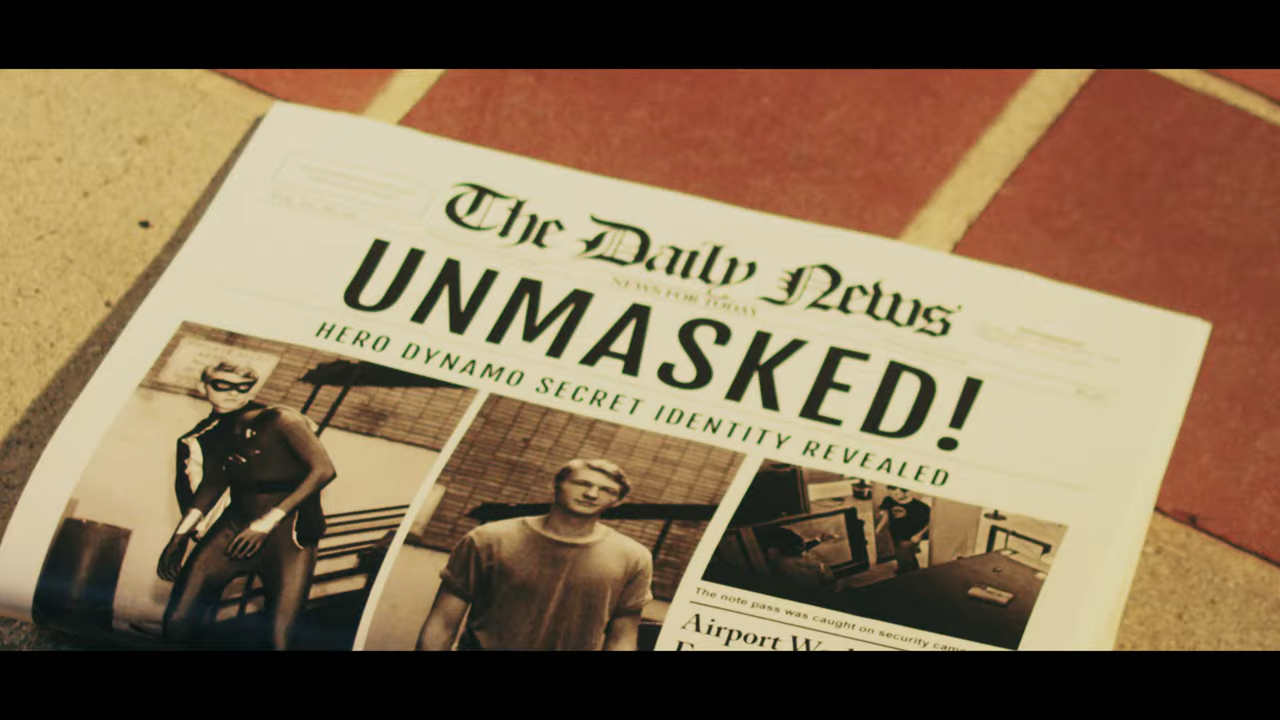 The Daily News
NEWS FOR TODAY
UNMASKED!
HERO DYNAMO SECRET IDENTITY REVEALED
The note pass was caught on security
Airport